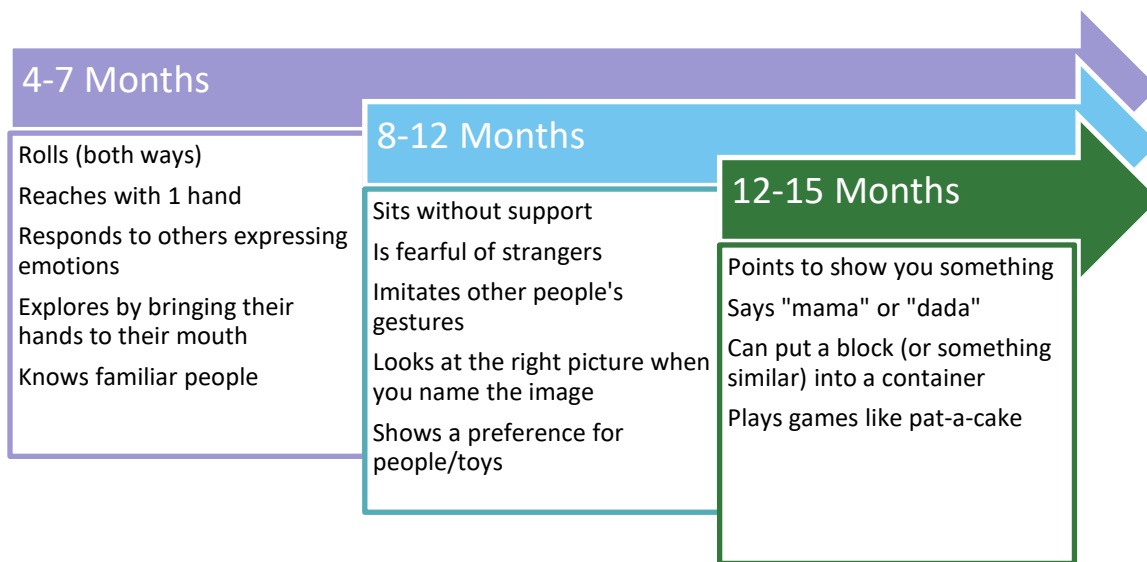 4-7 Months
Rolls (both ways)
Reaches with 1 hand
Responds to others expressing
emotions
Explores by bringing their
hands to their mouth
Knows familiar people
8-12 Months
Sits without support
Is fearful of strangers
Imitates other people's
gestures
Looks at the right picture when
you name the image
Shows a preference for
people/toys
12-15 Months
Points to show you something
Says "mama" or "dada"
Can put a block (or something
similar) into a container
Plays games like pat-a-cake